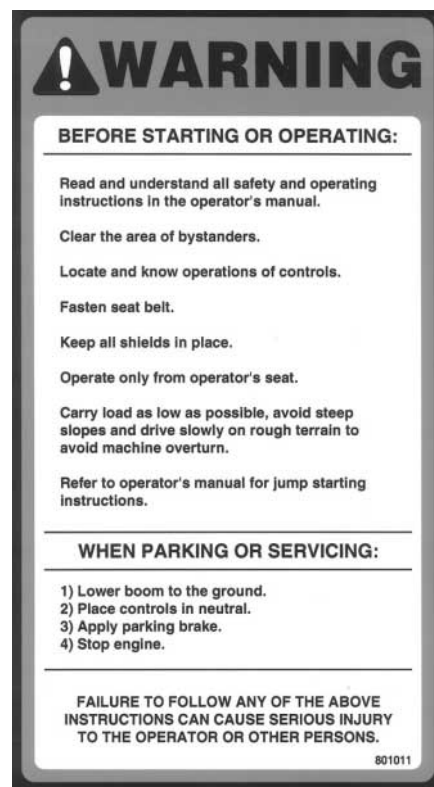 WARNING
BEFORE STARTING OR OPERATING:
Read and understand all safety and operating
instructions in the operator's manual.
Clear the area of bystanders.
Locate and know operations of controls.
Fasten seat belt.
Keep all shields in place.
Operate only from operator's seat.
Carry load as low as possible, avoid steep
slopes and drive slowly on rough terrain to
avoid machine overturn.
Refer to operator's manual for jump starting
instructions.
WHEN PARKING OR SERVICING:
1) Lower boom to the ground.
2) Place controls in neutral.
3) Apply parking brake.
4) Stop engine.
FAILURE TO FOLLOW ANY OF THE ABOVE
INSTRUCTIONS CAN CAUSE SERIOUS INJURY
TO THE OPERATOR OR OTHER PERSONS.
801011